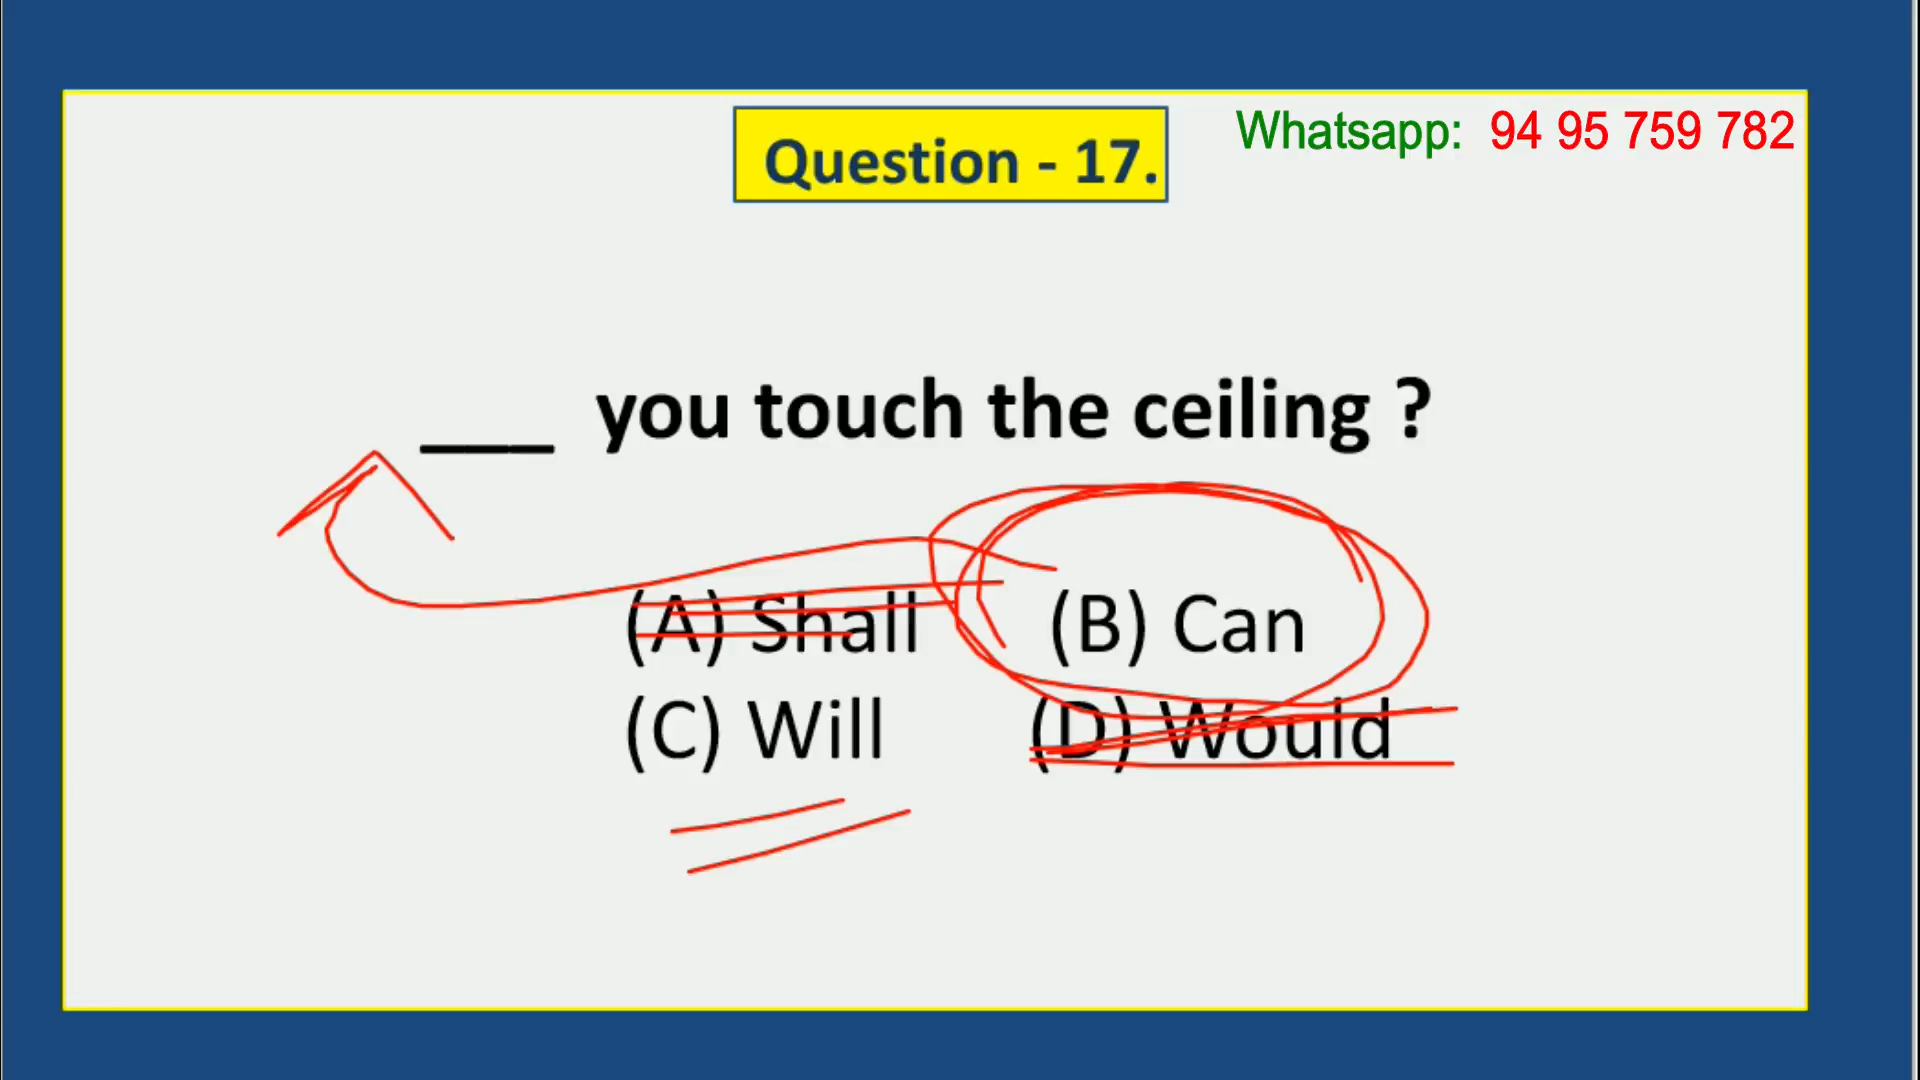 Whatsapp: 94 95 759 782
Question - 17.
___ you touch the ceiling ?
(A) Shall (B) Can
(C) Will (D) Would